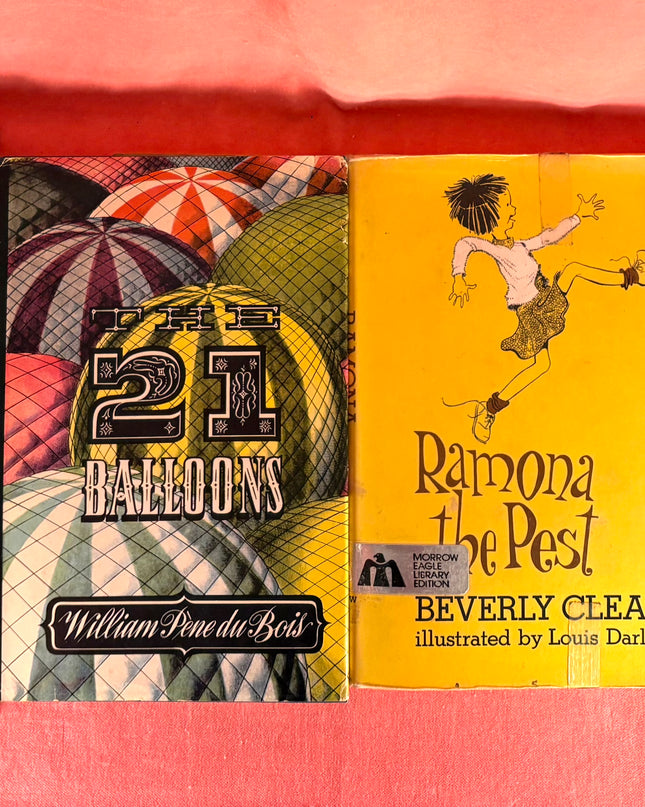 THE
21
BALLOONS
William Pène du Bois
Ramona
the Pest
MORROW
EAGLE
LIBRARY
EDITION
BEVERLY CLEA
illustrated by Louis Darl